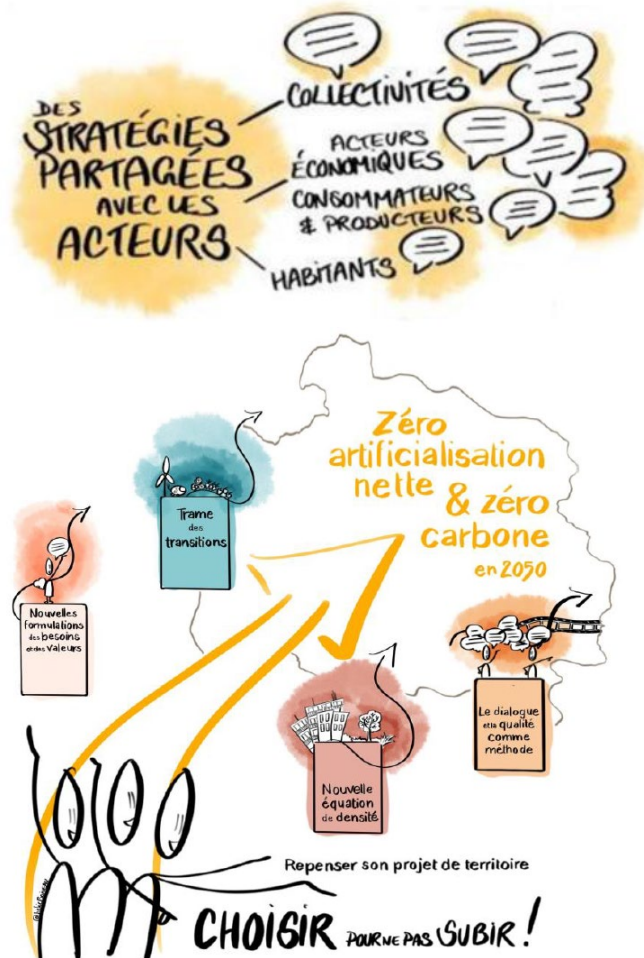 DES
STRATÉGIES
PARTAGÉES
AVEC LES
ACTEURS
COLLECTIVITÉS
ACTEURS
ÉCONOMIQUES
CONSOMMATEURS
& PRODUCTEURS
HABITANTS
Zéro
artificialisation
nette & zéro
carbone
en 2050
Trame
des
transitions
Nouvelles
formulations
des besoins
et des valeurs
Le dialogue
et la qualité
comme
méthode
Nouvelle
équation
de densité
Repenser son projet de territoire
CHOISIR POUR NE PAS SUBIR !